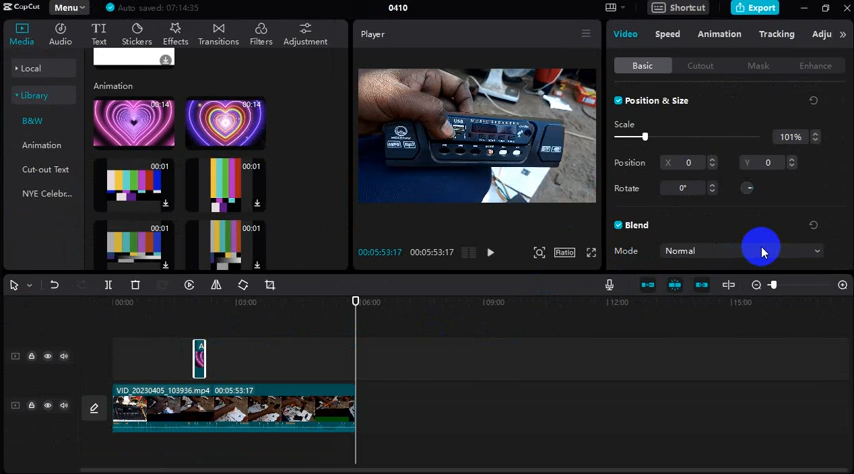 CapCut
Menu
Auto saved: 07:14:35
0410
Shortcut
Export
Media
Audio
Text
Stickers
Effects
Transitions
Filters
Adjustment
Local
Library
B&W
Animation
Cut-out Text
NYE Celebr...
Animation
00:14
00:14
00:01
00:01
00:01
00:01
Player
USB
00:05:53:17
00:05:53:17
Ratio
Video
Speed
Animation
Tracking
Adju
Basic
Cutout
Mask
Enhance
Position & Size
Scale
101%
Position
X 0
Y 0
Rotate
0°
Blend
Mode
Normal
00:00
03:00
06:00
09:00
12:00
15:00
A
VID_20230405_103936.mp4 00:05:53:17